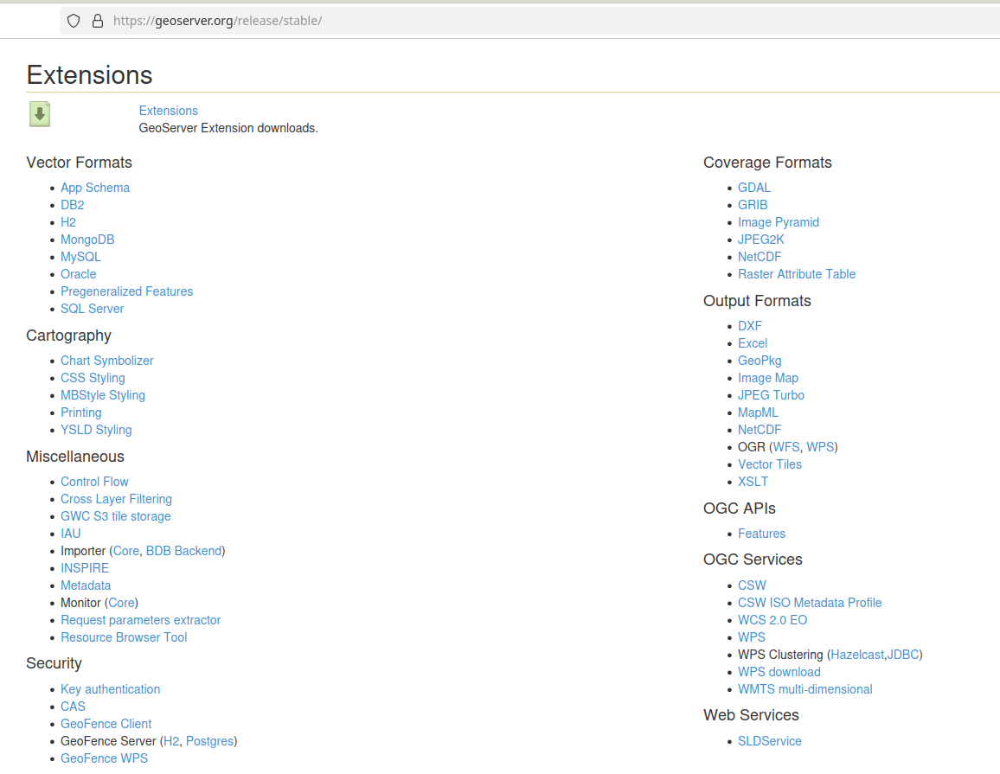 https://geoserver.org/release/stable/
Extensions
Extensions
GeoServer Extension downloads.
Vector Formats
App Schema
DB2
H2
MongoDB
MySQL
Oracle
Pregeneralized Features
SQL Server
Cartography
Chart Symbolizer
CSS Styling
MBStyle Styling
Printing
YSLD Styling
Miscellaneous
Control Flow
Cross Layer Filtering
GWC S3 tile storage
IAU
Importer (Core, BDB Backend)
INSPIRE
Metadata
Monitor (Core)
Request parameters extractor
Resource Browser Tool
Security
Key authentication
CAS
GeoFence Client
GeoFence Server (H2, Postgres)
GeoFence WPS
Coverage Formats
GDAL
GRIB
Image Pyramid
JPEG2K
NetCDF
Raster Attribute Table
Output Formats
DXF
Excel
GeoPkg
Image Map
JPEG Turbo
MapML
NetCDF
OGR (WFS, WPS)
Vector Tiles
XSLT
OGC APIs
Features
OGC Services
CSW
CSW ISO Metadata Profile
WCS 2.0 EO
WPS
WPS Clustering (Hazelcast,JDBC)
WPS download
WMTS multi-dimensional
Web Services
SLDService